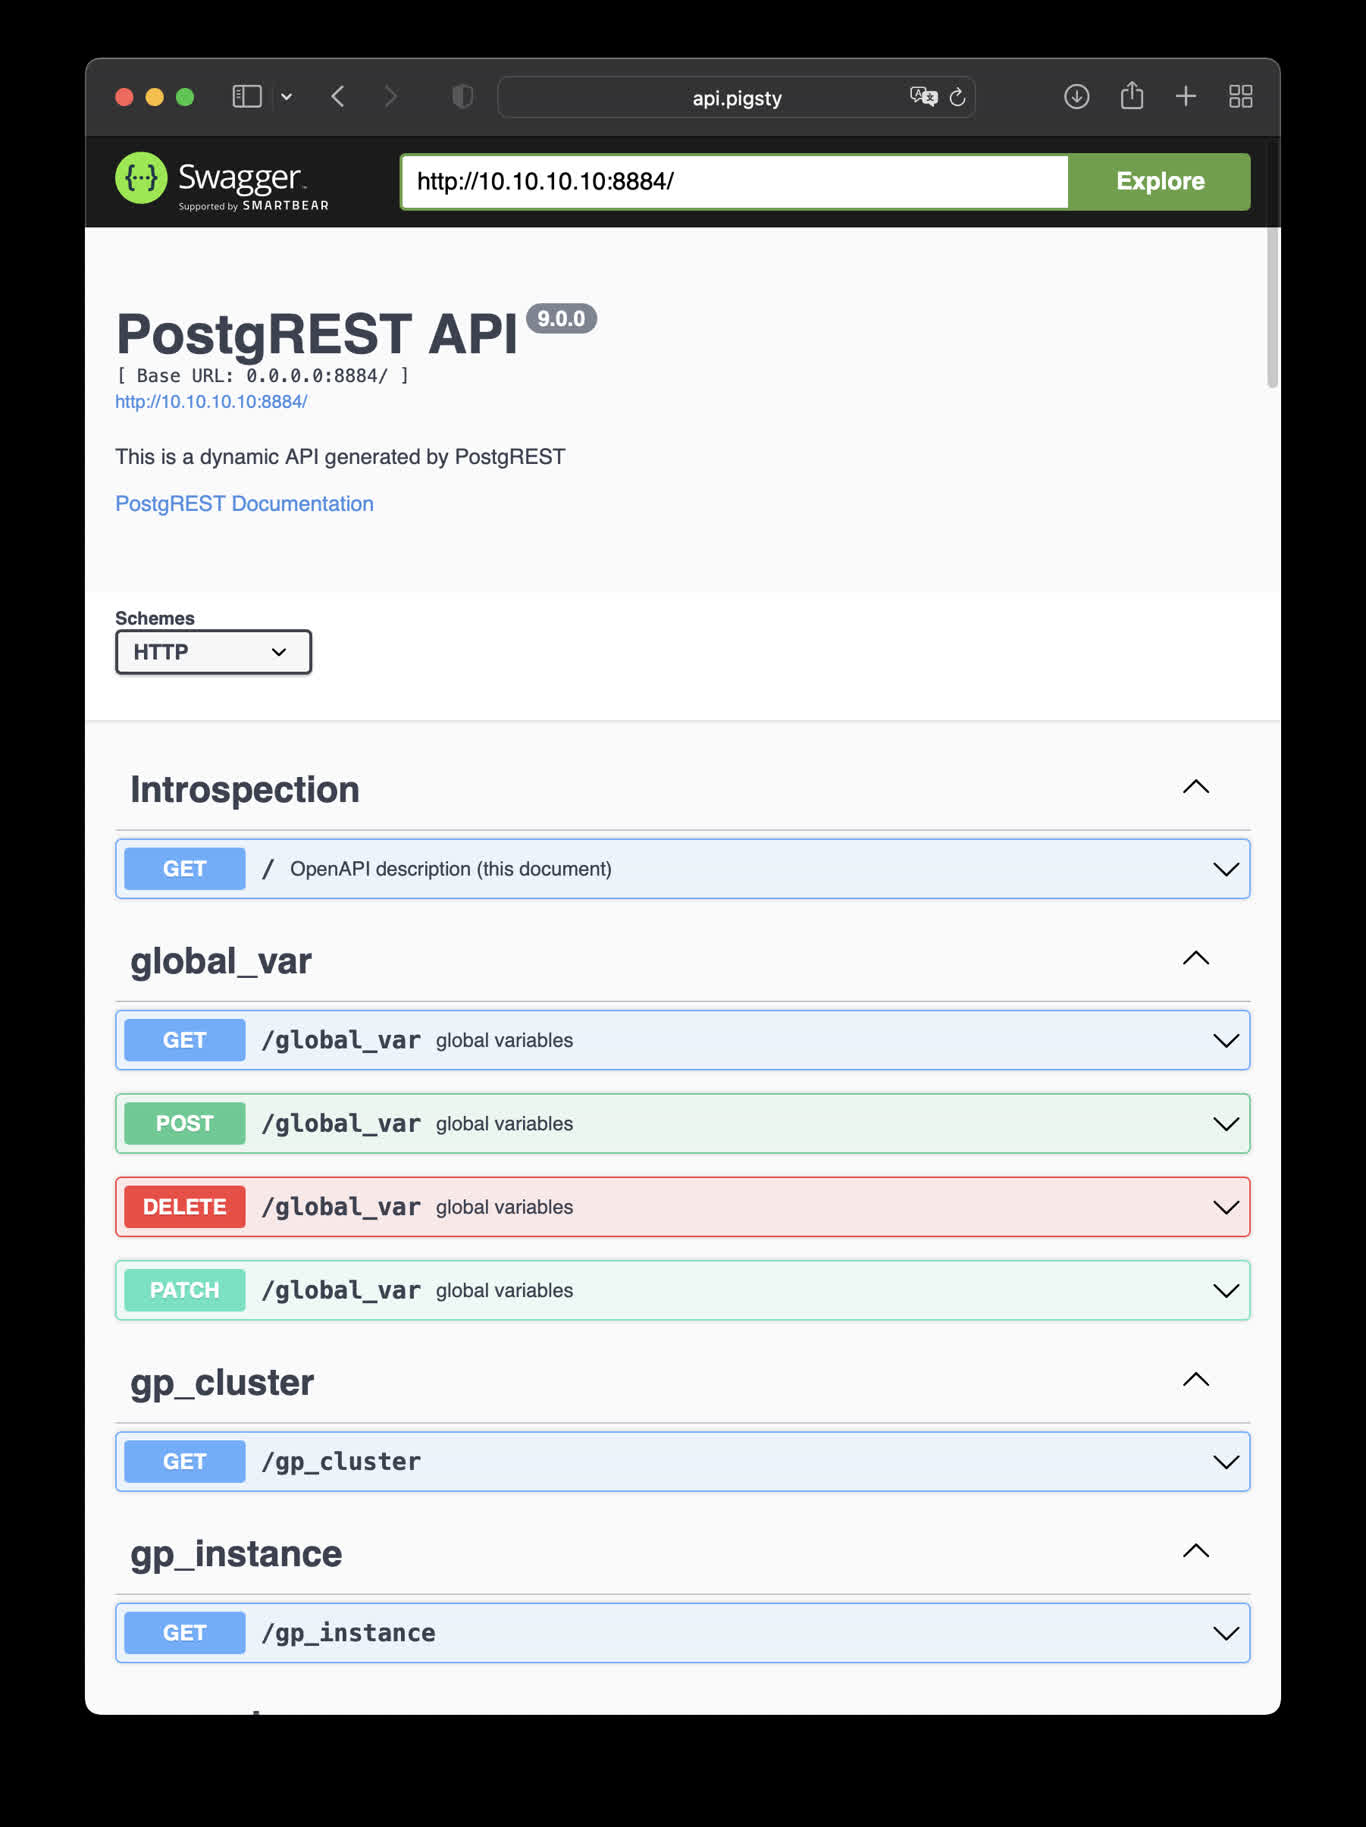 api.pigsty
Swagger
Supported by SMARTBEAR
http://10.10.10.10:8884/
Explore
PostgREST API 9.0.0
[ Base URL: 0.0.0.0:8884/ ]
http://10.10.10.10:8884/
This is a dynamic API generated by PostgREST
PostgREST Documentation
Schemes
HTTP
Introspection
GET / OpenAPI description (this document)
global_var
GET /global_var global variables
POST /global_var global variables
DELETE /global_var global variables
PATCH /global_var global variables
gp_cluster
GET /gp_cluster
gp_instance
GET /gp_instance